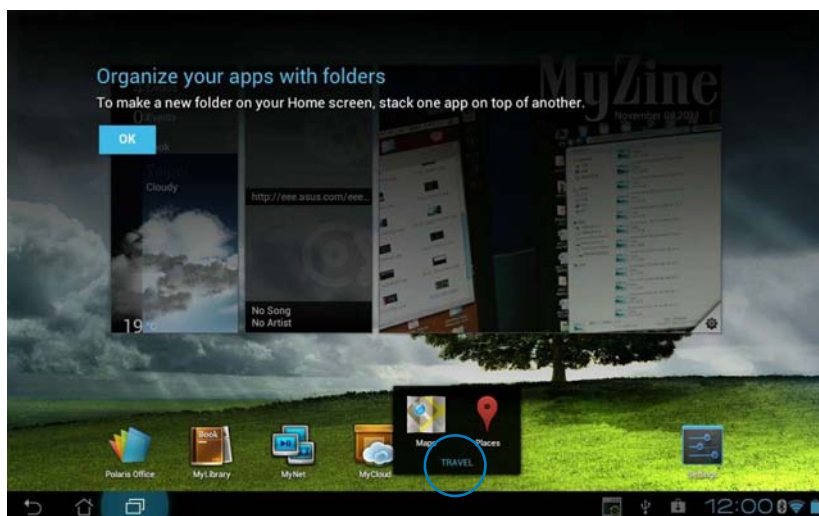 Organize your apps with folders
To make a new folder on your Home screen, stack one app on top of another.
OK
MyZine
November 09 2011
Cloudy
http://eee.asus.com/eee..
No Song
No Artist
19
Maps
Places
TRAVEL
Polaris Office
MyLibrary
MyNet
MyCloud
Settings
12:00